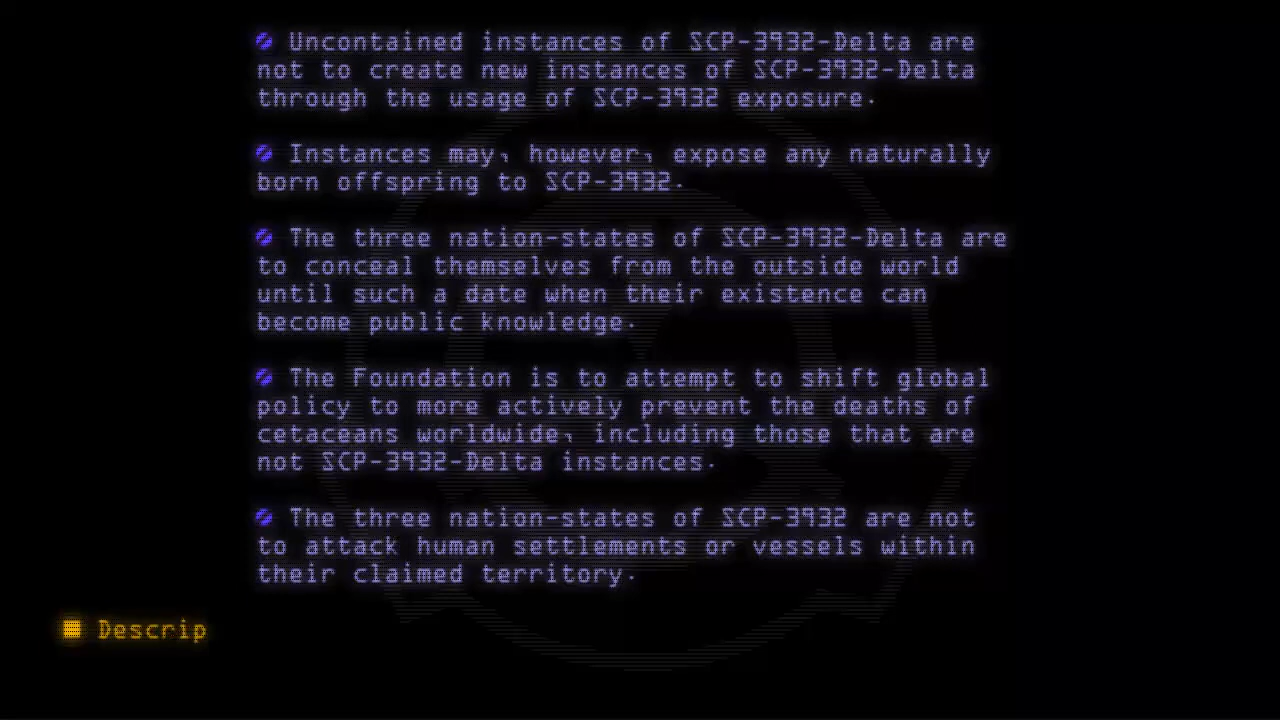 Uncontained instances of SCP-3932-Delta are
not to create new instances of SCP-3932-Delta
through the usage of SCP-3932 exposure.
Instances may, however, expose any naturally
born offspring to SCP-3932.
The three nation-states of SCP-3932-Delta are
to conceal themselves from the outside world
until such a date when their existence can
become public knowledge.
The Foundation is to attempt to shift global
policy to more actively prevent the deaths of
cetaceans worldwide, including those that are
not SCP-3932-Delta instances.
The three nation-states of SCP-3932 are not
to attack human settlements or vessels within
their claimed territory.
Descrip